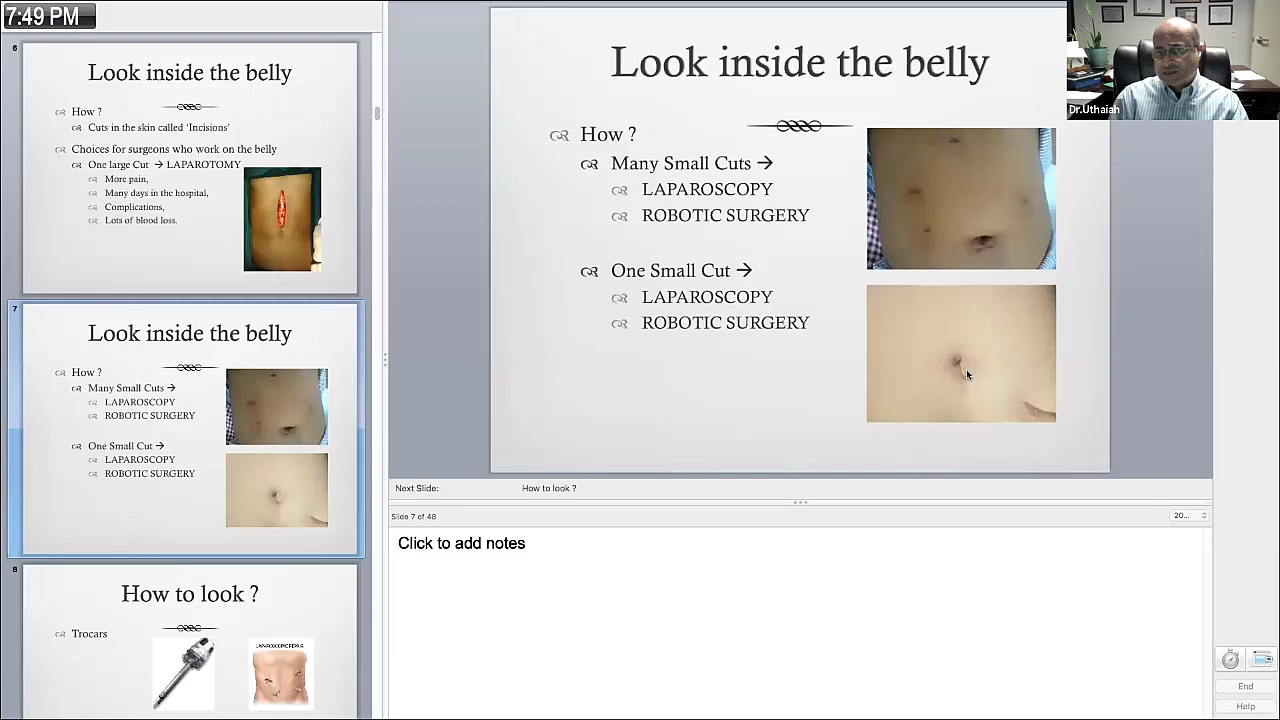 7:49 PM
6
Look inside the belly
How ?
Cuts in the skin called 'Incisions'
Choices for surgeons who work on the belly
One large Cut → LAPAROTOMY
More pain,
Many days in the hospital,
Complications,
Lots of blood loss.
7
Look inside the belly
How ?
Many Small Cuts →
LAPAROSCOPY
ROBOTIC SURGERY
One Small Cut →
LAPAROSCOPY
ROBOTIC SURGERY
8
How to look ?
Trocars
LAPAROSCOPIC REPAIR
Look inside the belly
How ?
Many Small Cuts →
LAPAROSCOPY
ROBOTIC SURGERY
One Small Cut →
LAPAROSCOPY
ROBOTIC SURGERY
Dr.Uthaiah
Next Slide:
How to look ?
Slide 7 of 48
20...
Click to add notes
End
Help